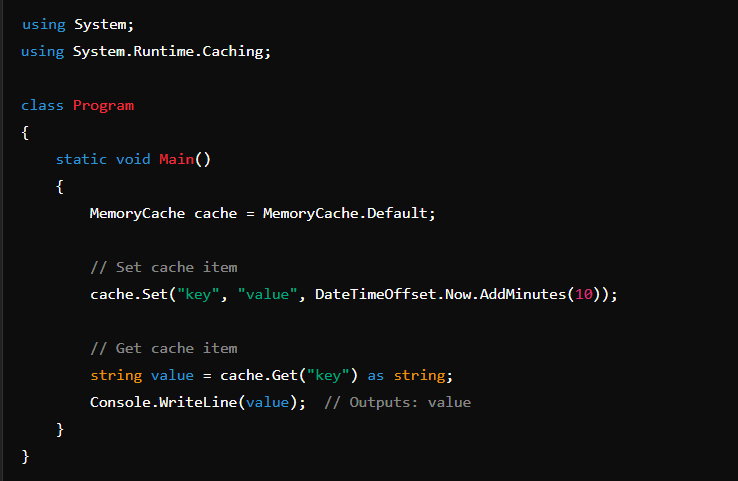 using System;
using System.Runtime.Caching;
class Program
{
static void Main()
{
MemoryCache cache = MemoryCache.Default;
// Set cache item
cache.Set("key", "value", DateTimeOffset.Now.AddMinutes(10));
// Get cache item
string value = cache.Get("key") as string;
Console.WriteLine(value);  // Outputs: value
}
}